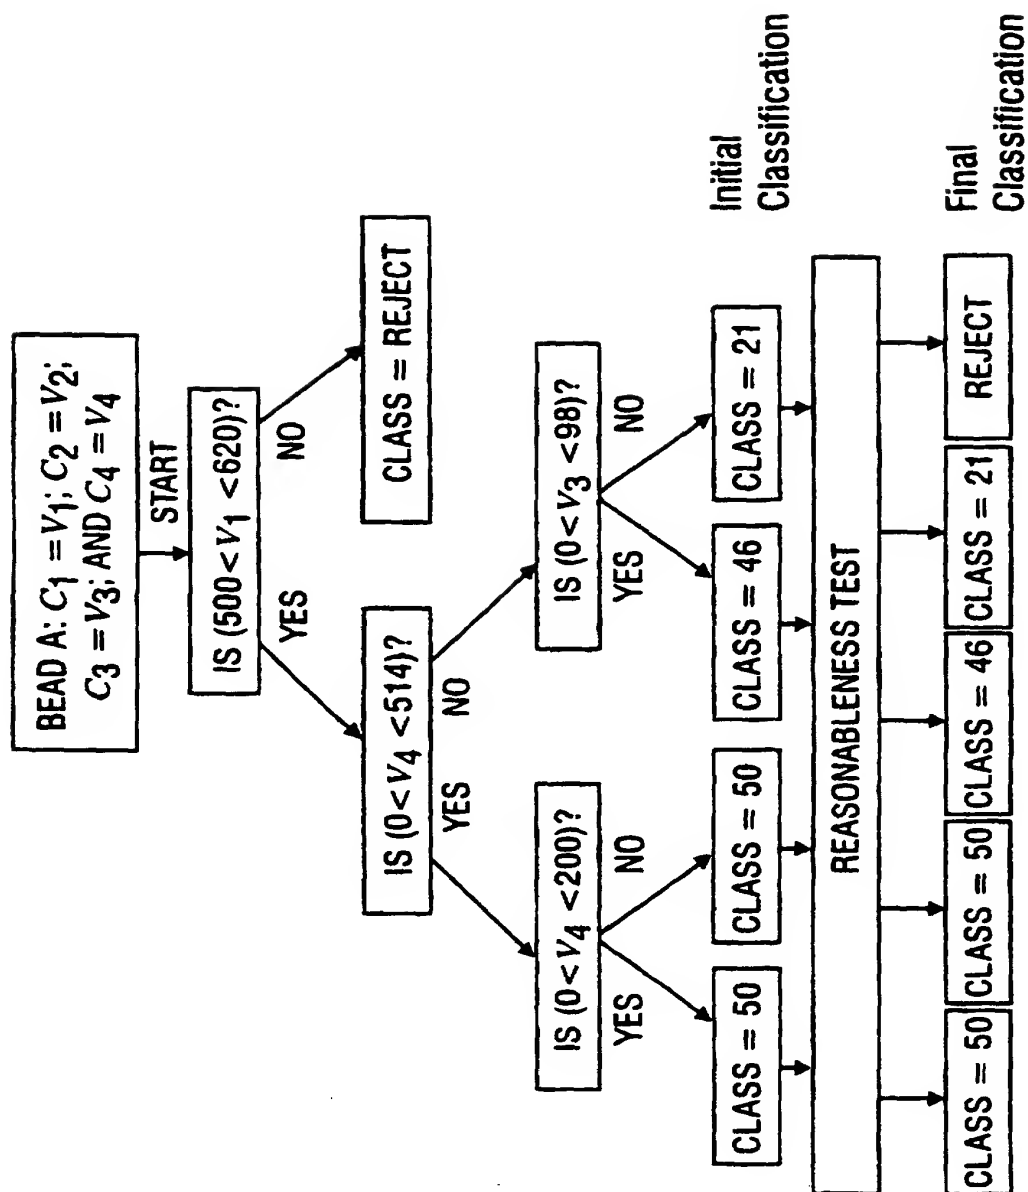 BEAD A: C1 = V1; C2 = V2;
C3 = V3; AND C4 = V4
START
IS (500< V1 <620)?
YES
NO
CLASS = REJECT
IS (0< V4 <514)?
YES
NO
IS (0< V4 <200)?
YES
NO
IS (0< V3 <98)?
YES
NO
CLASS = 50
CLASS = 50
CLASS = 46
CLASS = 21
Initial
Classification
REASONABLENESS TEST
CLASS = 50
CLASS = 50
CLASS = 46
CLASS = 21
REJECT
Final
Classification